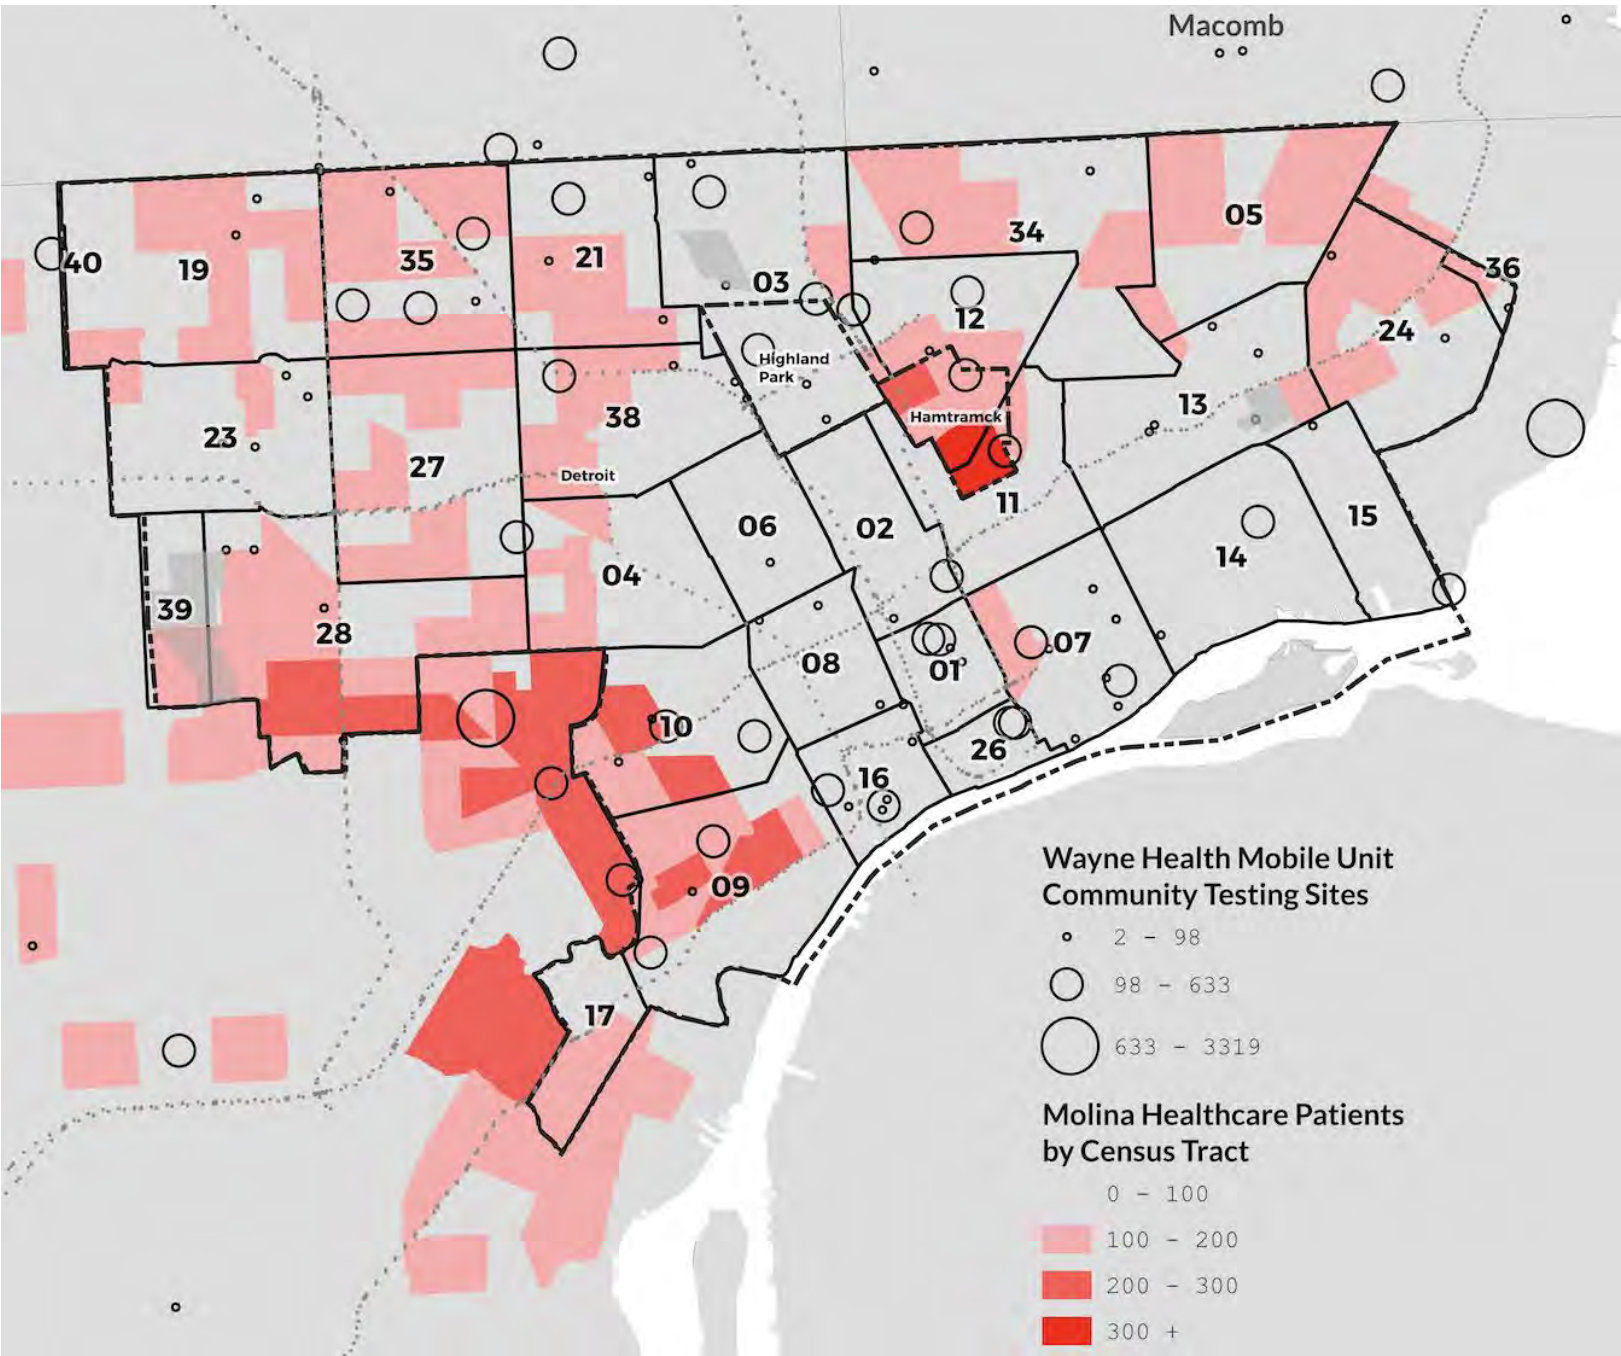 Macomb
40
19
35
21
03
34
05
36
12
24
Highland
Park
Hamtramck
13
38
23
27
Detroit
11
06
02
15
14
04
39
28
08
01
07
10
26
16
09
17
Wayne Health Mobile Unit
Community Testing Sites
2 - 98
98 - 633
633 - 3319
Molina Healthcare Patients
by Census Tract
0 - 100
100 - 200
200 - 300
300 +